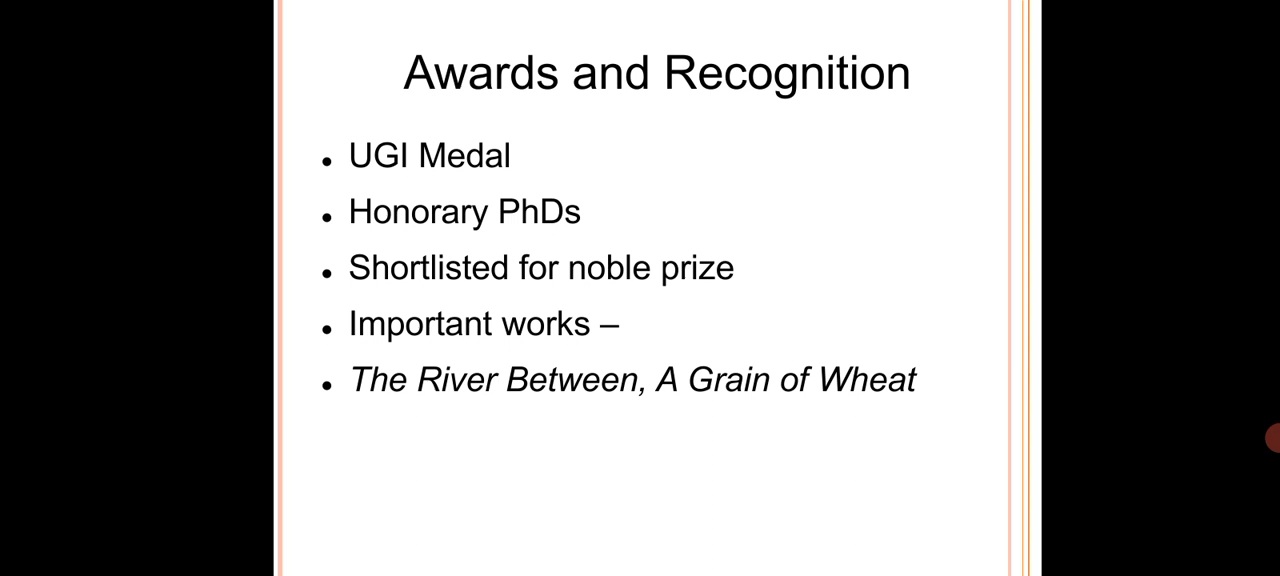 Awards and Recognition
• UGI Medal
• Honorary PhDs
• Shortlisted for noble prize
• Important works –
• The River Between, A Grain of Wheat